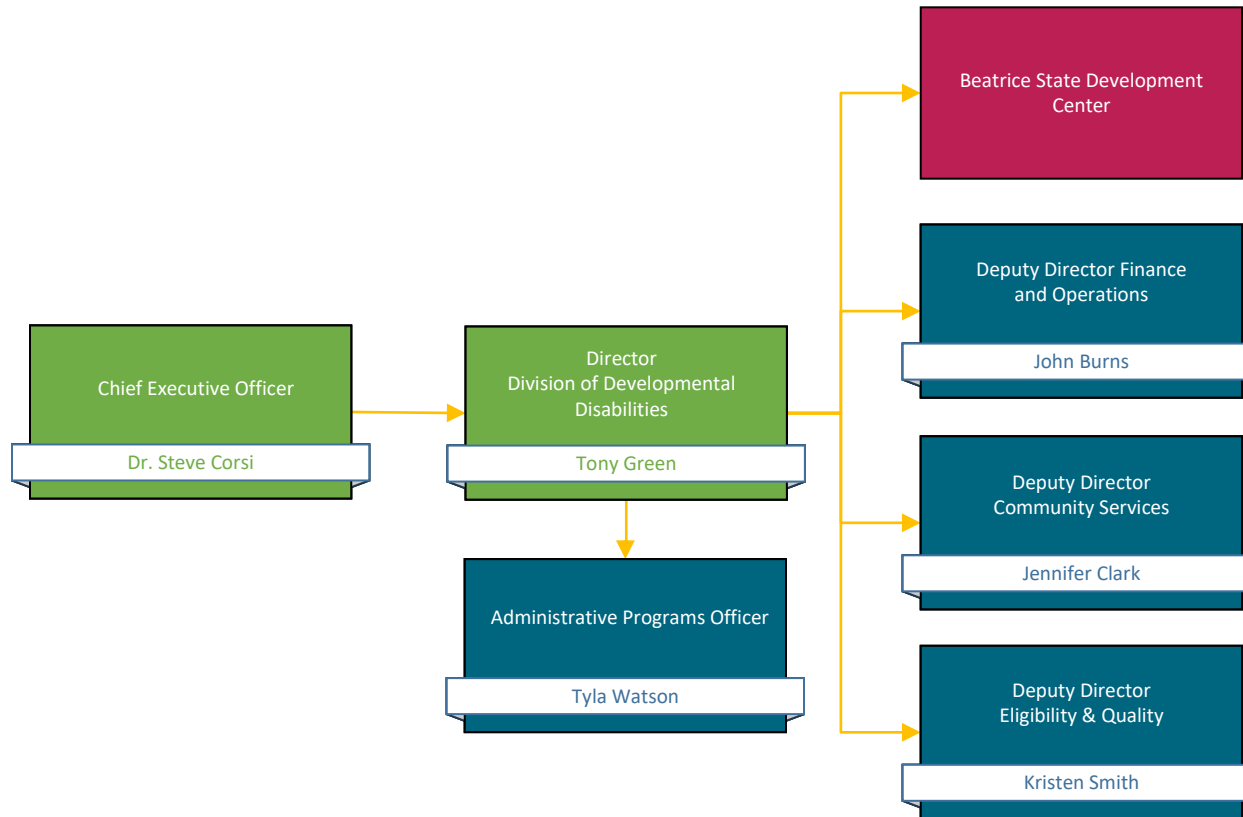 Chief Executive Officer
Dr. Steve Corsi
Director
Division of Developmental
Disabilities
Tony Green
Administrative Programs Officer
Tyla Watson
Beatrice State Development
Center
Deputy Director Finance
and Operations
John Burns
Deputy Director
Community Services
Jennifer Clark
Deputy Director
Eligibility & Quality
Kristen Smith